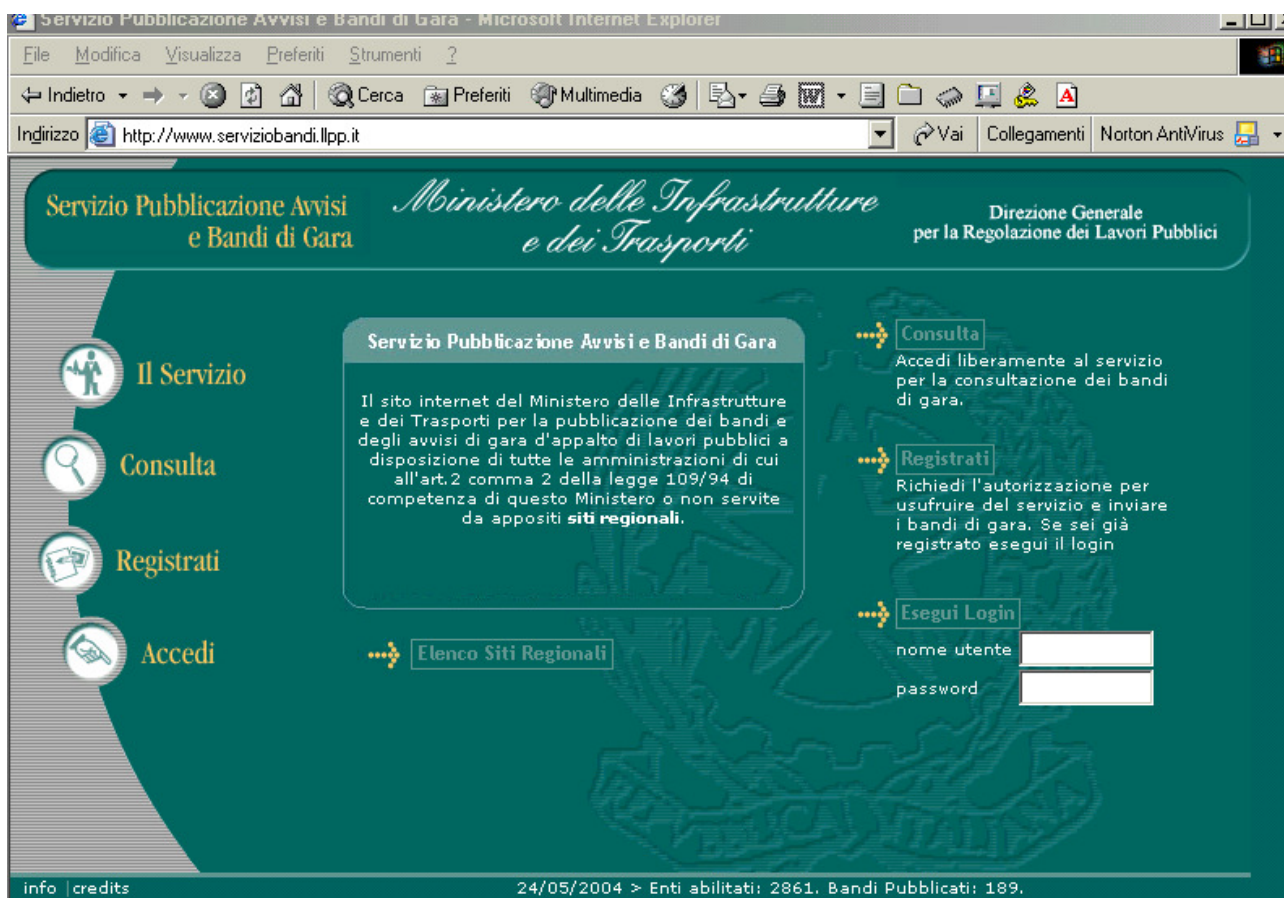 Servizio Pubblicazione Avvisi e Bandi di Gara - Microsoft Internet Explorer
File Modifica Visualizza Preferiti Strumenti ?
Indietro Cerca Preferiti Multimedia
Indirizzo http://www.serviziobandi.llpp.it Vai Collegamenti Norton AntiVirus
Servizio Pubblicazione Avvisi
e Bandi di Gara
Ministero delle Infrastrutture
e dei Trasporti
Direzione Generale
per la Regolazione dei Lavori Pubblici
Il Servizio
Consulta
Registrati
Accedi
Servizio Pubblicazione Avvisi e Bandi di Gara
Il sito internet del Ministero delle Infrastrutture
e dei Trasporti per la pubblicazione dei bandi e
degli avvisi di gara d'appalto di lavori pubblici a
disposizione di tutte le amministrazioni di cui
all'art.2 comma 2 della legge 109/94 di
competenza di questo Ministero o non servite
da appositi siti regionali.
Elenco Siti Regionali
Consulta
Accedi liberamente al servizio
per la consultazione dei bandi
di gara.
Registrati
Richiedi l'autorizzazione per
usufruire del servizio e inviare
i bandi di gara. Se sei già
registrato esegui il login
Esegui Login
nome utente
password
info | credits
24/05/2004 > Enti abilitati: 2861. Bandi Pubblicati: 189.